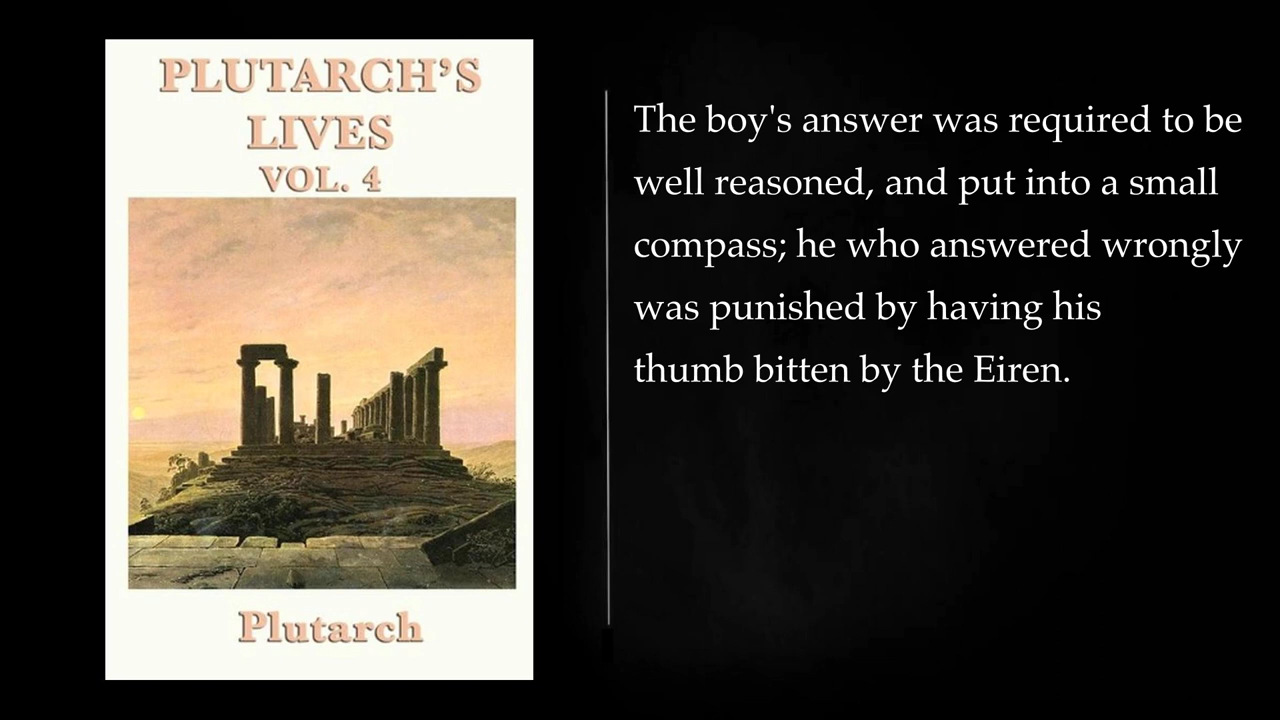 PLUTARCH'S
LIVES
VOL. 4
Plutarch
The boy's answer was required to be
well reasoned, and put into a small
compass; he who answered wrongly
was punished by having his
thumb bitten by the Eiren.